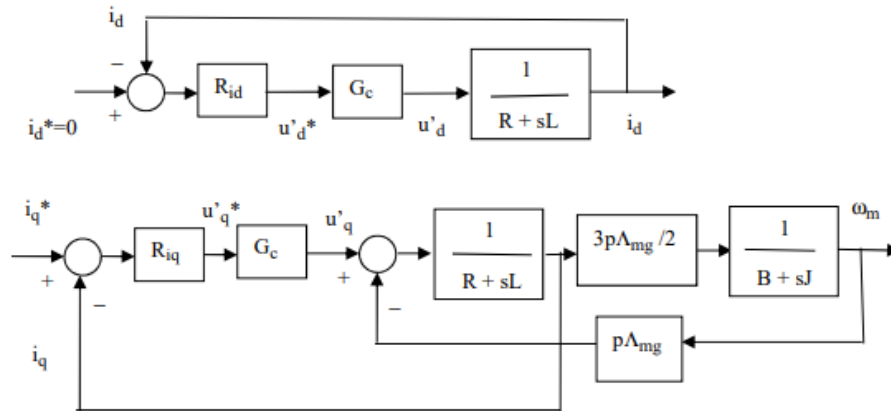 i_d
−
R_id
G_c
1
R + sL
+
i_d*=0
u'_d*
u'_d
i_d
i_q*
u'_q*
u'_q
ω_m
R_iq
G_c
1
R + sL
3pΛ_mg /2
1
B + sJ
+
−
+
−
pΛ_mg
i_q